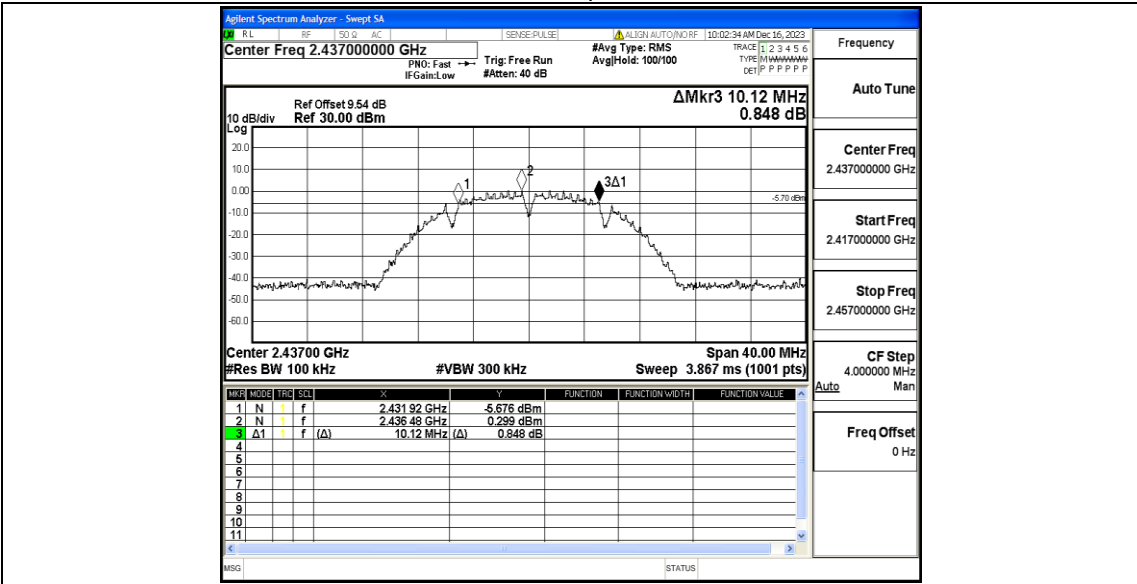 Agilent Spectrum Analyzer - Swept SA
RL RF 50 Ω AC SENSE:PULSE ALIGN AUTO/NO RF 10:02:34 AM Dec 16, 2023
Center Freq 2.437000000 GHz
PNO: Fast
IFGain:Low
Trig: Free Run
#Atten: 40 dB
#Avg Type: RMS
Avg|Hold: 100/100
TRACE 1 2 3 4 5 6
TYPE MWWWWW
DET P P P P P P
Ref Offset 9.54 dB
10 dB/div Ref 30.00 dBm
Log
ΔMkr3 10.12 MHz
0.848 dB
20.0
10.0
0.00
-10.0
-20.0
-30.0
-40.0
-50.0
-60.0
1
2
3Δ1
-5.70 dBm
Center 2.43700 GHz Span 40.00 MHz
#Res BW 100 kHz #VBW 300 kHz Sweep 3.867 ms (1001 pts)
MKR MODE TRC SCL X Y FUNCTION FUNCTION WIDTH FUNCTION VALUE
1 N 1 f 2.431 92 GHz -5.676 dBm
2 N 1 f 2.436 48 GHz 0.299 dBm
3 Δ1 1 f (Δ) 10.12 MHz (Δ) 0.848 dB
4
5
6
7
8
9
10
11
MSG STATUS
Frequency
Auto Tune
Center Freq
2.437000000 GHz
Start Freq
2.417000000 GHz
Stop Freq
2.457000000 GHz
CF Step
4.000000 MHz
Auto Man
Freq Offset
0 Hz